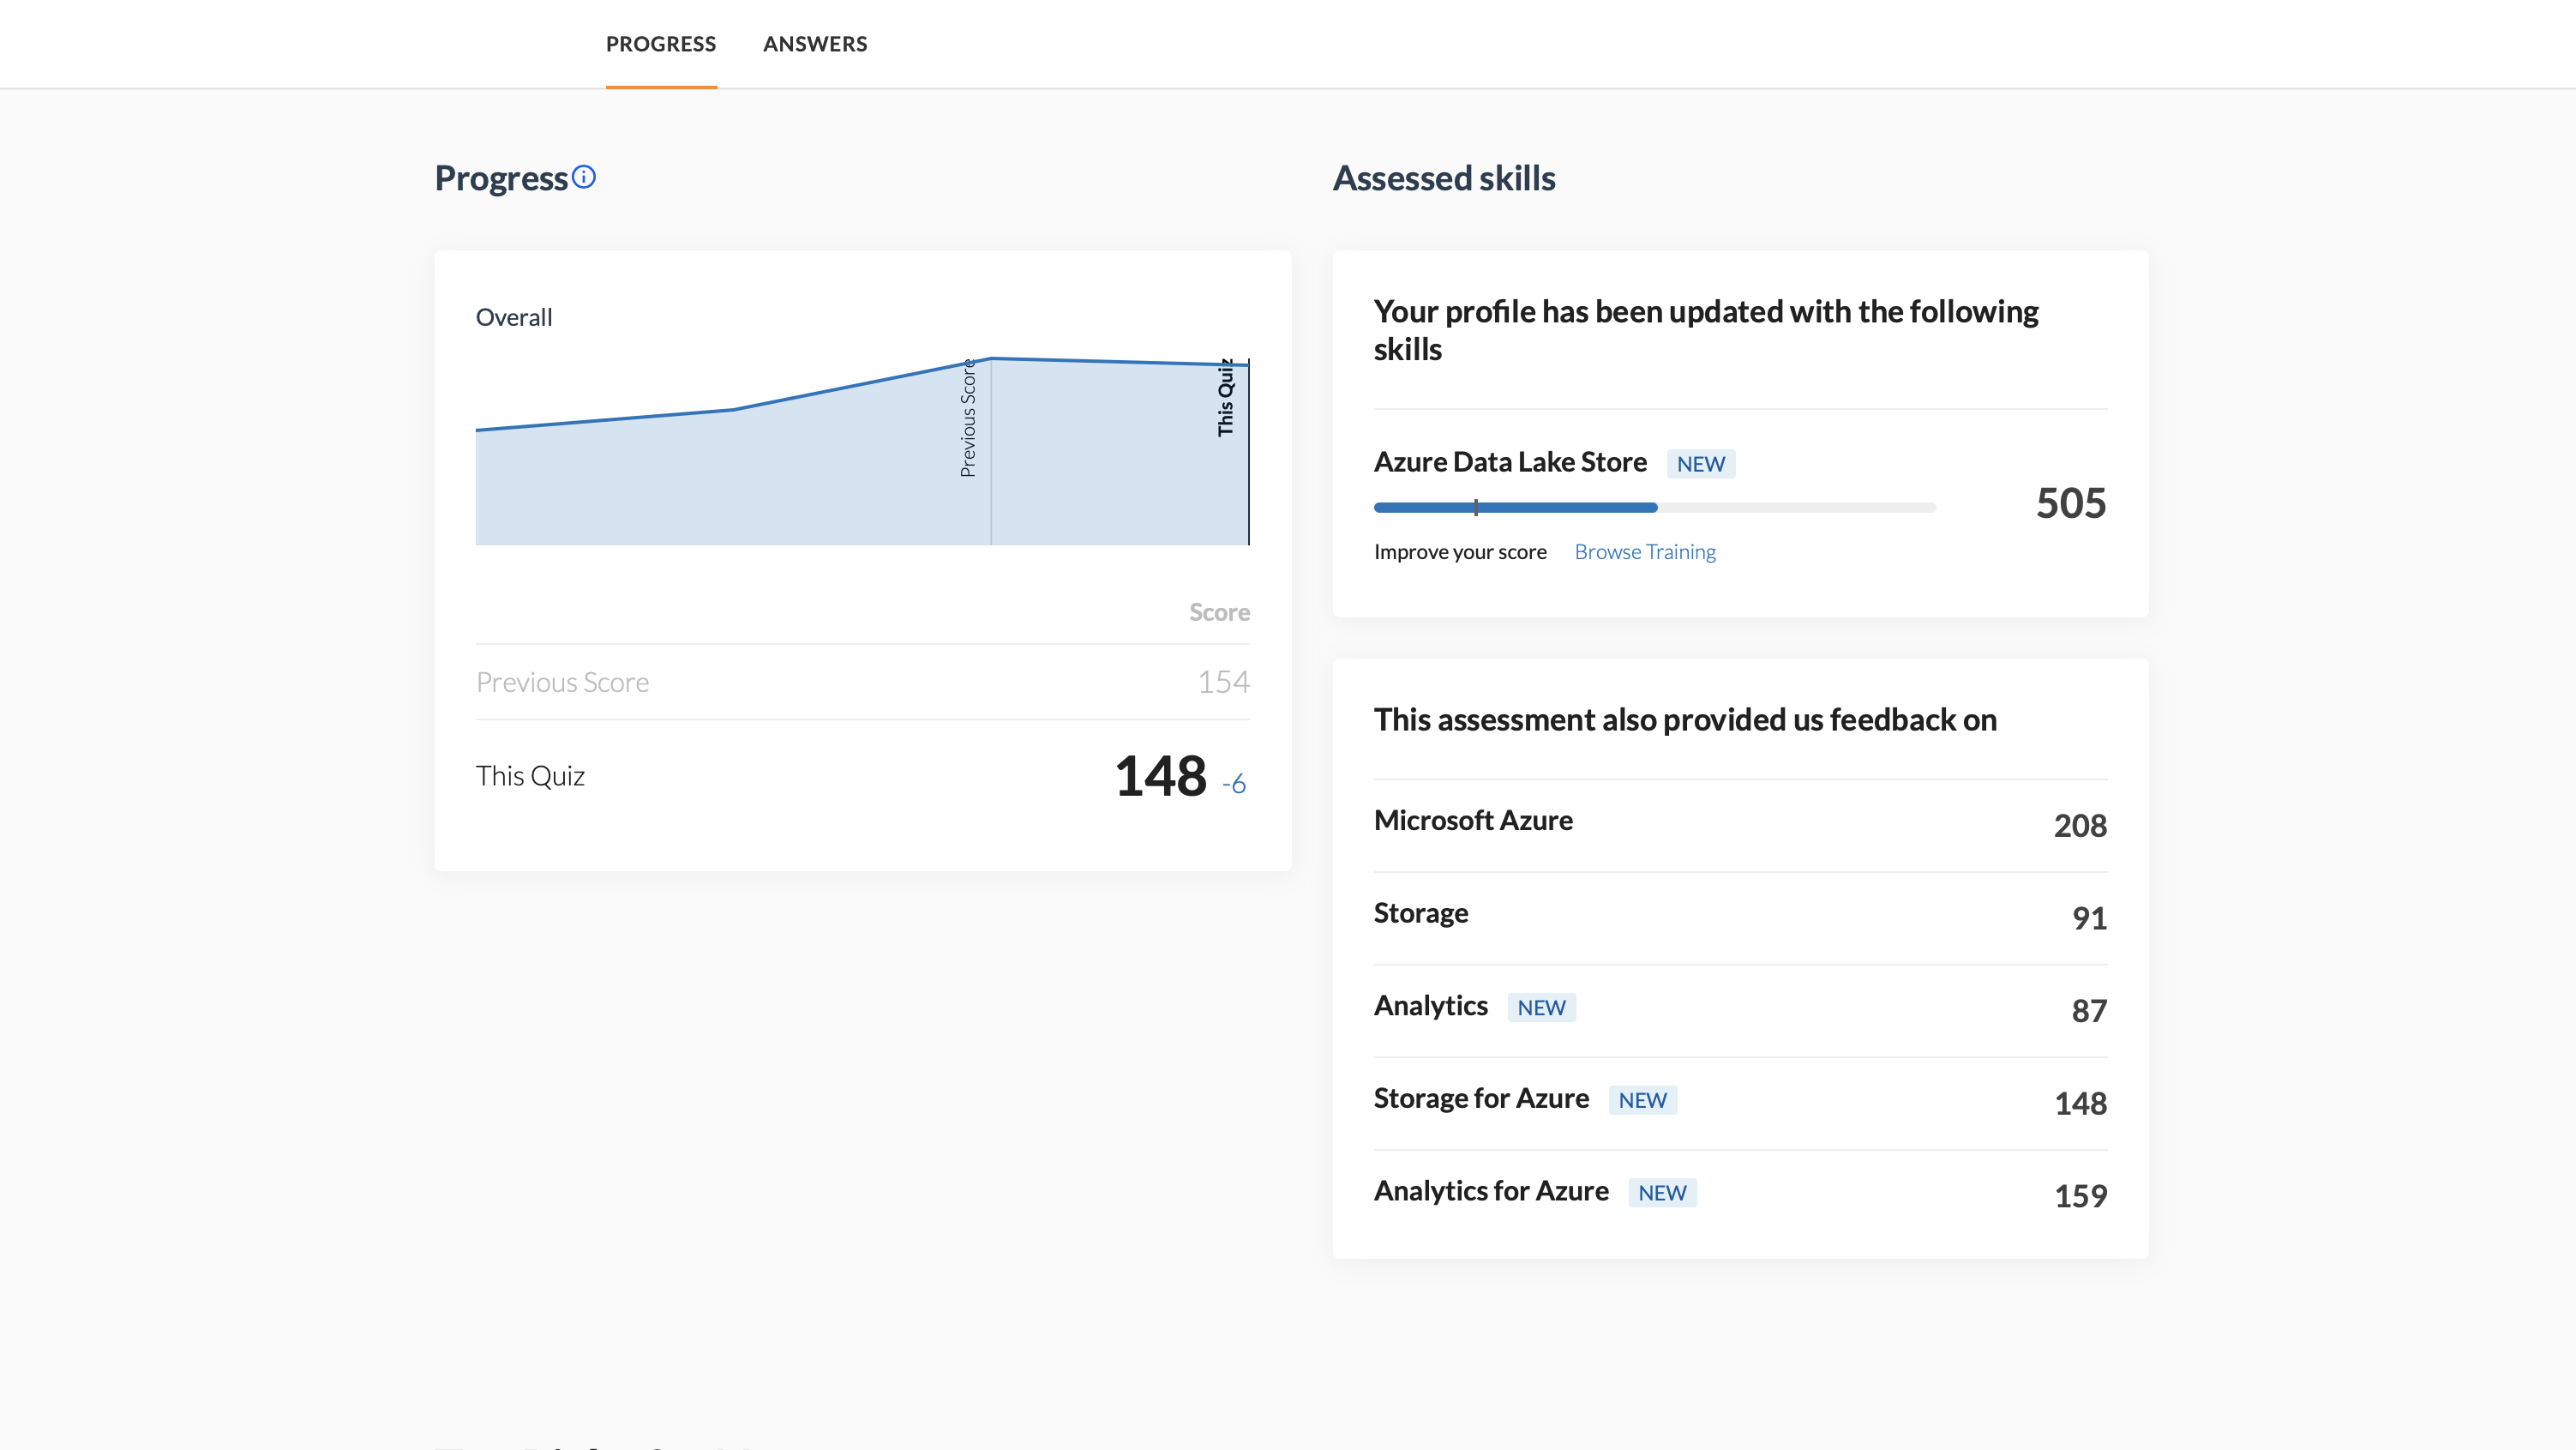 PROGRESS
ANSWERS
Progress
Overall
Previous Score
This Quiz
Score
Previous Score 154
This Quiz 148 -6
Assessed skills
Your profile has been updated with the following
skills
Azure Data Lake Store NEW
505
Improve your score Browse Training
This assessment also provided us feedback on
Microsoft Azure 208
Storage 91
Analytics NEW 87
Storage for Azure NEW 148
Analytics for Azure NEW 159